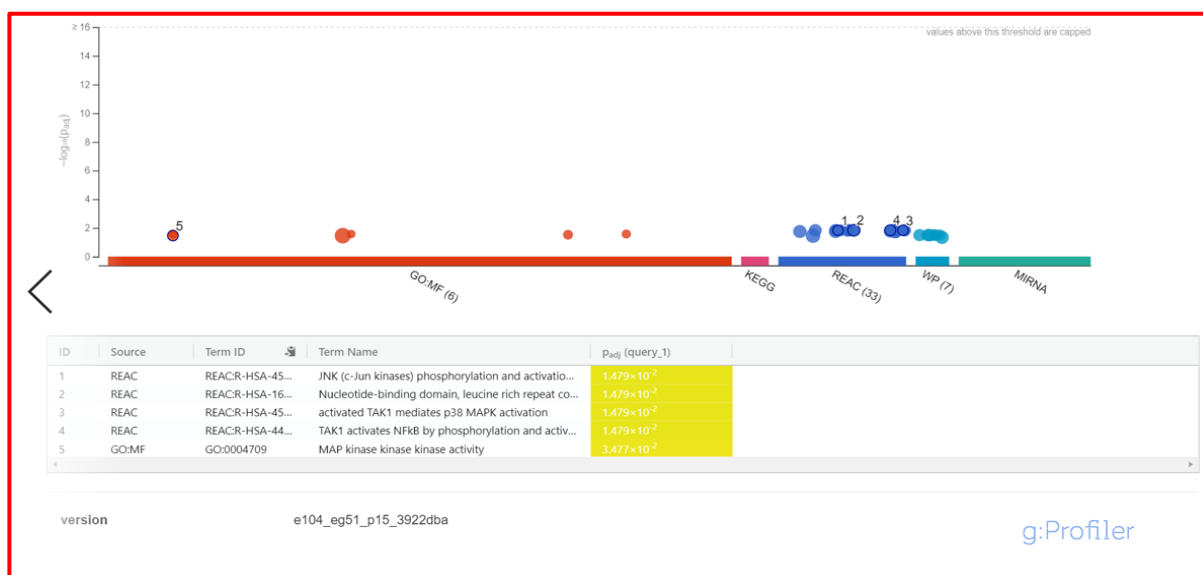 ≥ 16
values above this threshold are capped
14
12
10
8
6
4
2
0
−log₁₀(p_adj)
5
1 2
4 3
GO:MF (6)
KEGG
REAC (33)
WP (7)
MIRNA
ID Source Term ID Term Name p_adj (query_1)
1 REAC REAC:R-HSA-45... JNK (c-Jun kinases) phosphorylation and activatio... 1.479×10⁻²
2 REAC REAC:R-HSA-16... Nucleotide-binding domain, leucine rich repeat co... 1.479×10⁻²
3 REAC REAC:R-HSA-45... activated TAK1 mediates p38 MAPK activation 1.479×10⁻²
4 REAC REAC:R-HSA-44... TAK1 activates NFkB by phosphorylation and activ... 1.479×10⁻²
5 GO:MF GO:0004709 MAP kinase kinase kinase activity 3.477×10⁻²
version e104_eg51_p15_3922dba
g:Profiler